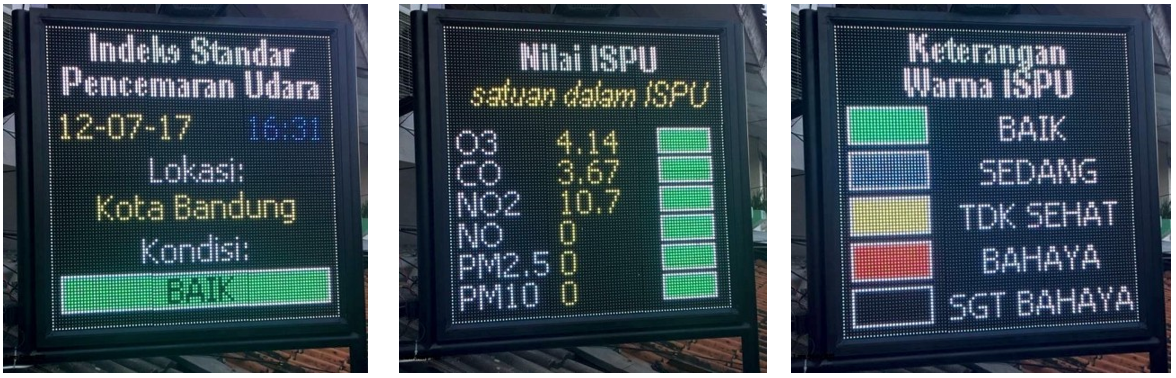 Indeks Standar
Pencemaran Udara
12-07-17 16:31
Lokasi:
Kota Bandung
Kondisi:
BAIK
Nilai ISPU
satuan dalam ISPU
O3 4.14
CO 3.67
NO2 10.7
NO 0
PM2.5 0
PM10 0
Keterangan
Warna ISPU
BAIK
SEDANG
TDK SEHAT
BAHAYA
SGT BAHAYA